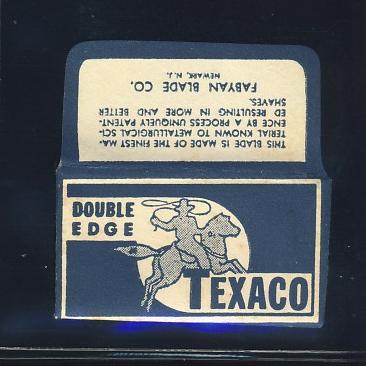 THIS BLADE IS MADE OF THE FINEST MA-
TERIAL KNOWN TO METALLURGICAL SCI-
ENCE BY A PROCESS UNIQUELY PATENT-
ED RESULTING IN MORE AND BETTER
SHAVES.
FABYAN BLADE CO.
NEWARK, N. J.
DOUBLE
EDGE
TEXACO